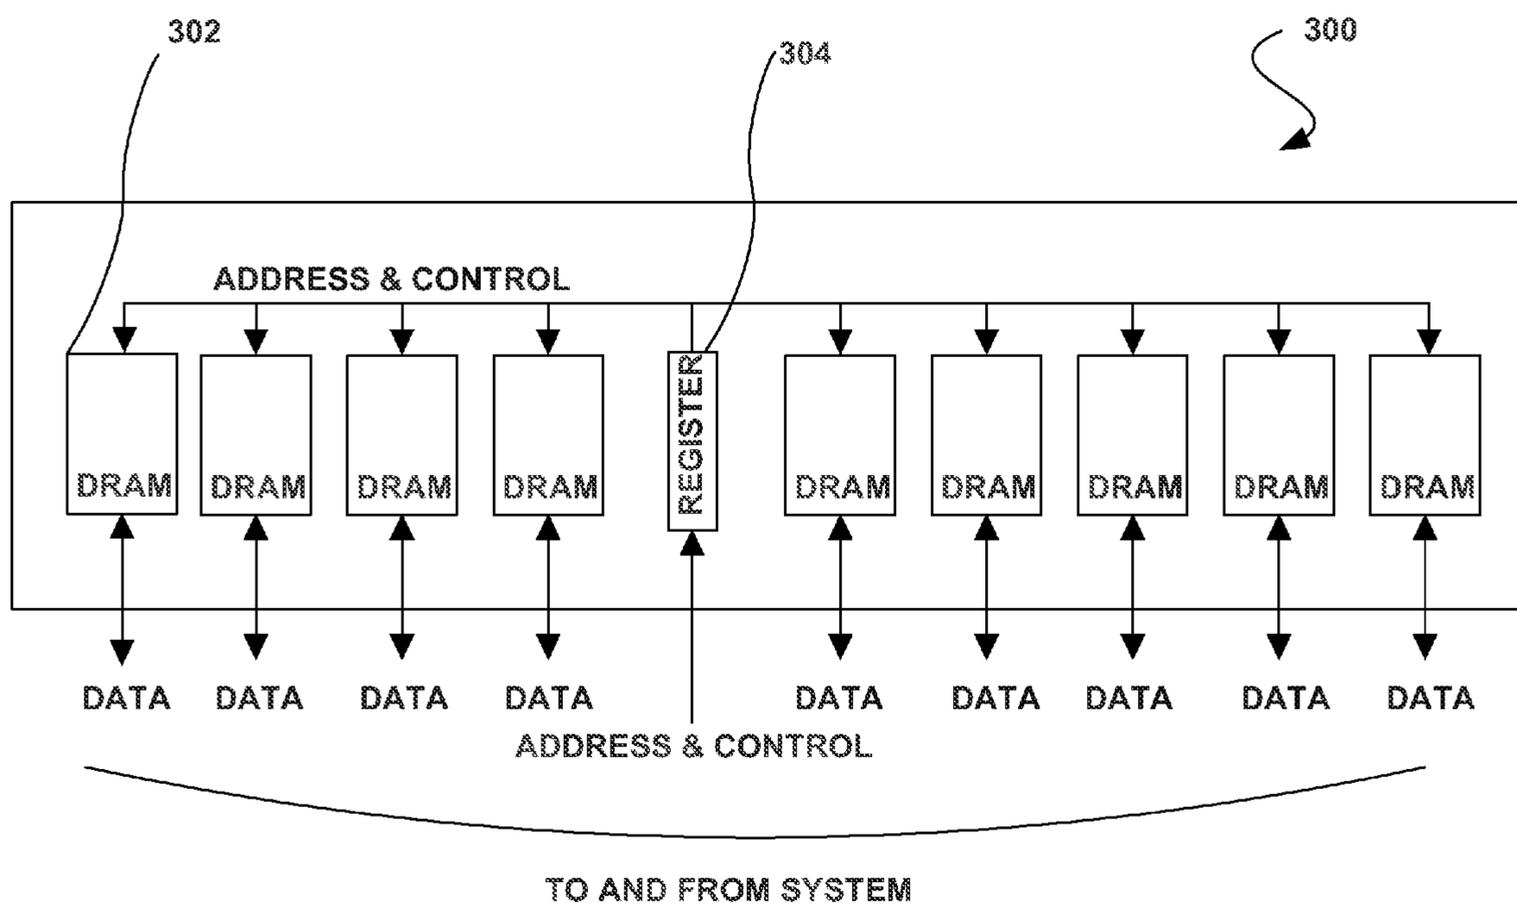 302
304
300
ADDRESS & CONTROL
DRAM DRAM DRAM DRAM REGISTER DRAM DRAM DRAM DRAM DRAM
DATA DATA DATA DATA DATA DATA DATA DATA DATA
ADDRESS & CONTROL
TO AND FROM SYSTEM